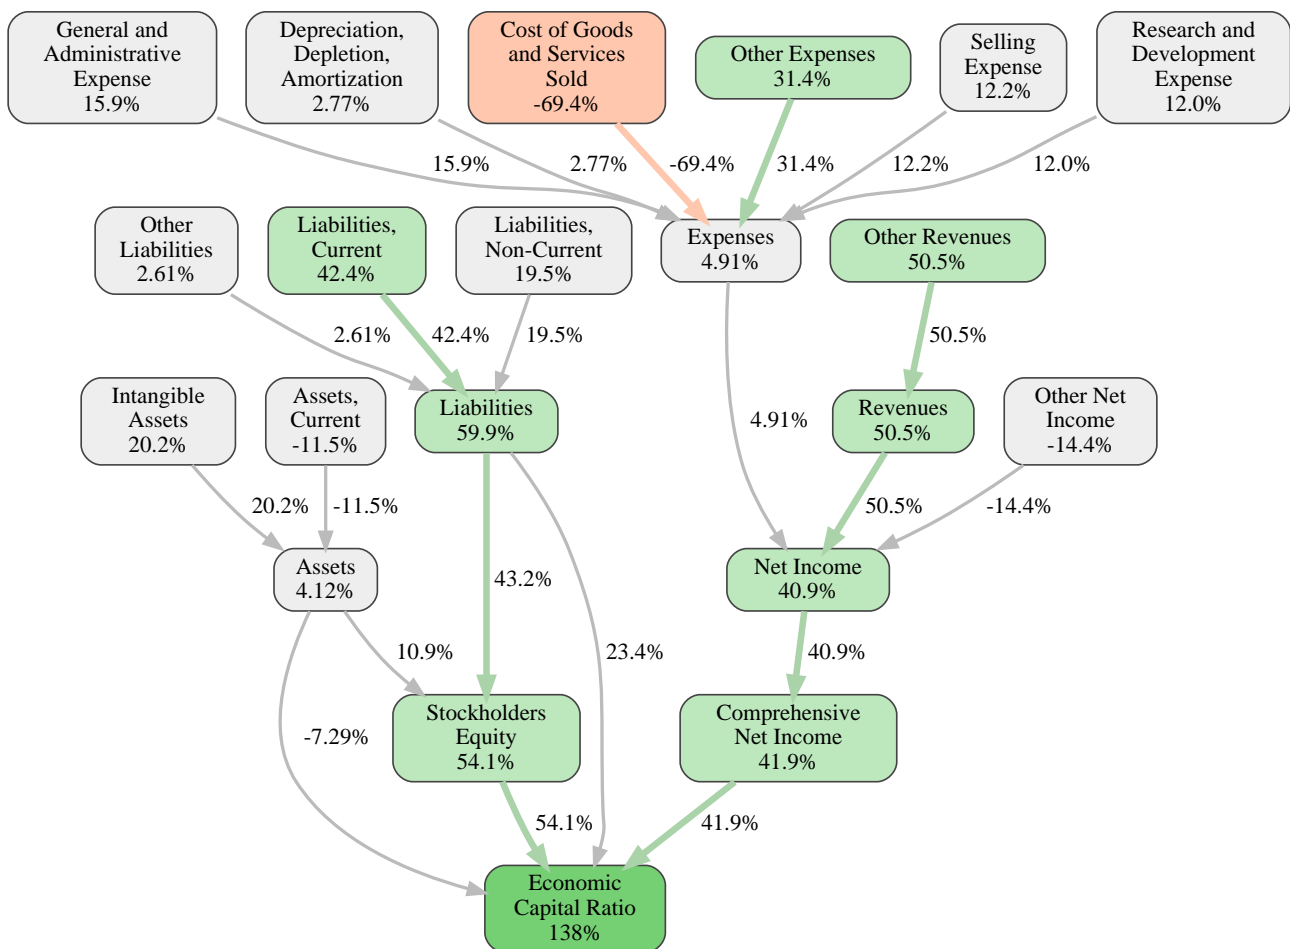 General and
Administrative
Expense
15.9%
Depreciation,
Depletion,
Amortization
2.77%
Cost of Goods
and Services
Sold
-69.4%
Other Expenses
31.4%
Selling
Expense
12.2%
Research and
Development
Expense
12.0%
15.9%
2.77%
-69.4%
31.4%
12.2%
12.0%
Other
Liabilities
2.61%
Liabilities,
Current
42.4%
Liabilities,
Non-Current
19.5%
Expenses
4.91%
Other Revenues
50.5%
2.61%
42.4%
19.5%
50.5%
Intangible
Assets
20.2%
Assets,
Current
-11.5%
Liabilities
59.9%
4.91%
Revenues
50.5%
Other Net
Income
-14.4%
20.2%
-11.5%
50.5%
-14.4%
Assets
4.12%
43.2%
Net Income
40.9%
10.9%
23.4%
40.9%
-7.29%
Stockholders
Equity
54.1%
Comprehensive
Net Income
41.9%
54.1%
41.9%
Economic
Capital Ratio
138%